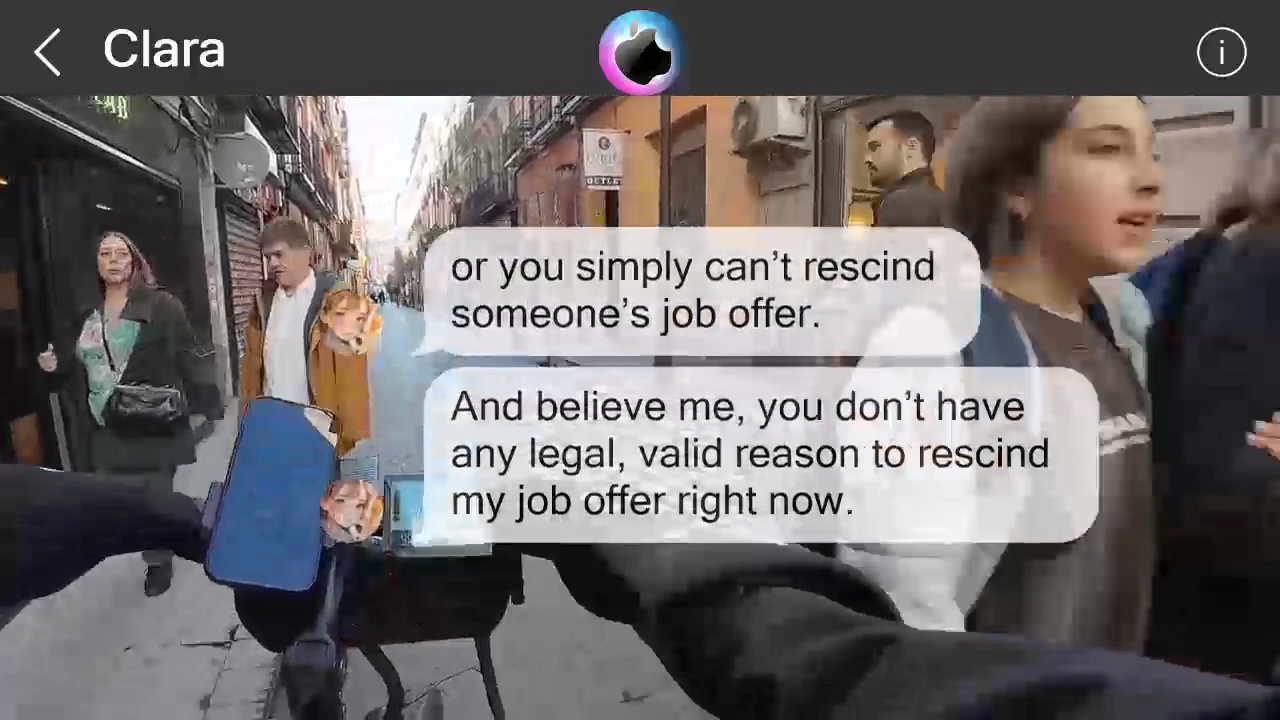 Clara
or you simply can’t rescind
someone’s job offer.
And believe me, you don’t have
any legal, valid reason to rescind
my job offer right now.
OUTLET